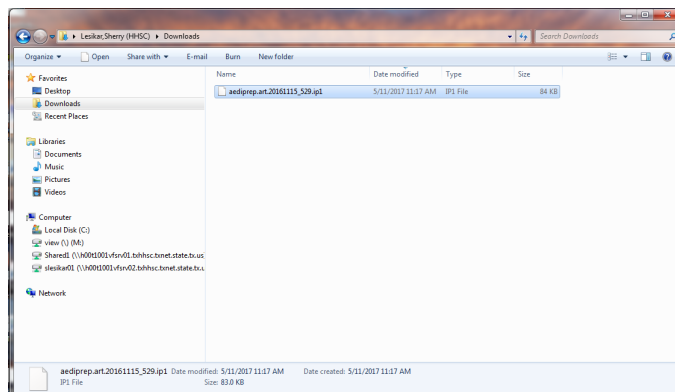 Lesikar,Sherry (HHSC) ▸ Downloads
Search Downloads
Organize ▾ Open Share with ▾ E-mail Burn New folder
Favorites
Desktop
Downloads
Recent Places
Libraries
Documents
Music
Pictures
Videos
Computer
Local Disk (C:)
view (\) (M:)
Shared1 (\\h00t1001vfsrv01.txhhsc.txnet.state.tx.us
slesikar01 (\\h00t1001vfsrv02.txhhsc.txnet.state.tx.u
Network
Name Date modified Type Size
aediprep.art.20161115_529.ip1 5/11/2017 11:17 AM IP1 File 84 KB
aediprep.art.20161115_529.ip1 Date modified: 5/11/2017 11:17 AM Date created: 5/11/2017 11:17 AM
IP1 File Size: 83.0 KB